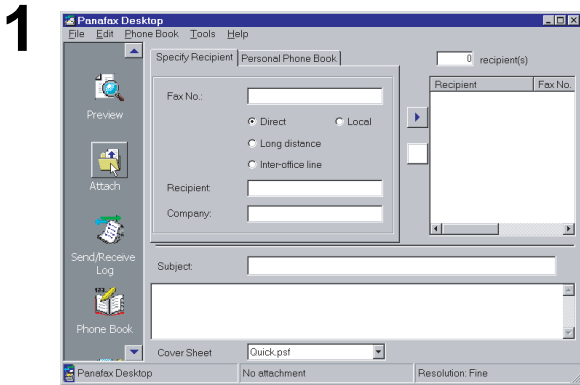 1
Panafax Desktop
File Edit Phone Book Tools Help
Specify Recipient Personal Phone Book
0 recipient(s)
Recipient Fax No.
Fax No.:
Direct Local
Long distance
Inter-office line
Recipient:
Company:
Preview
Attach
Send/Receive
Log
Phone Book
Subject:
Cover Sheet Quick.psf
Panafax Desktop No attachment Resolution: Fine